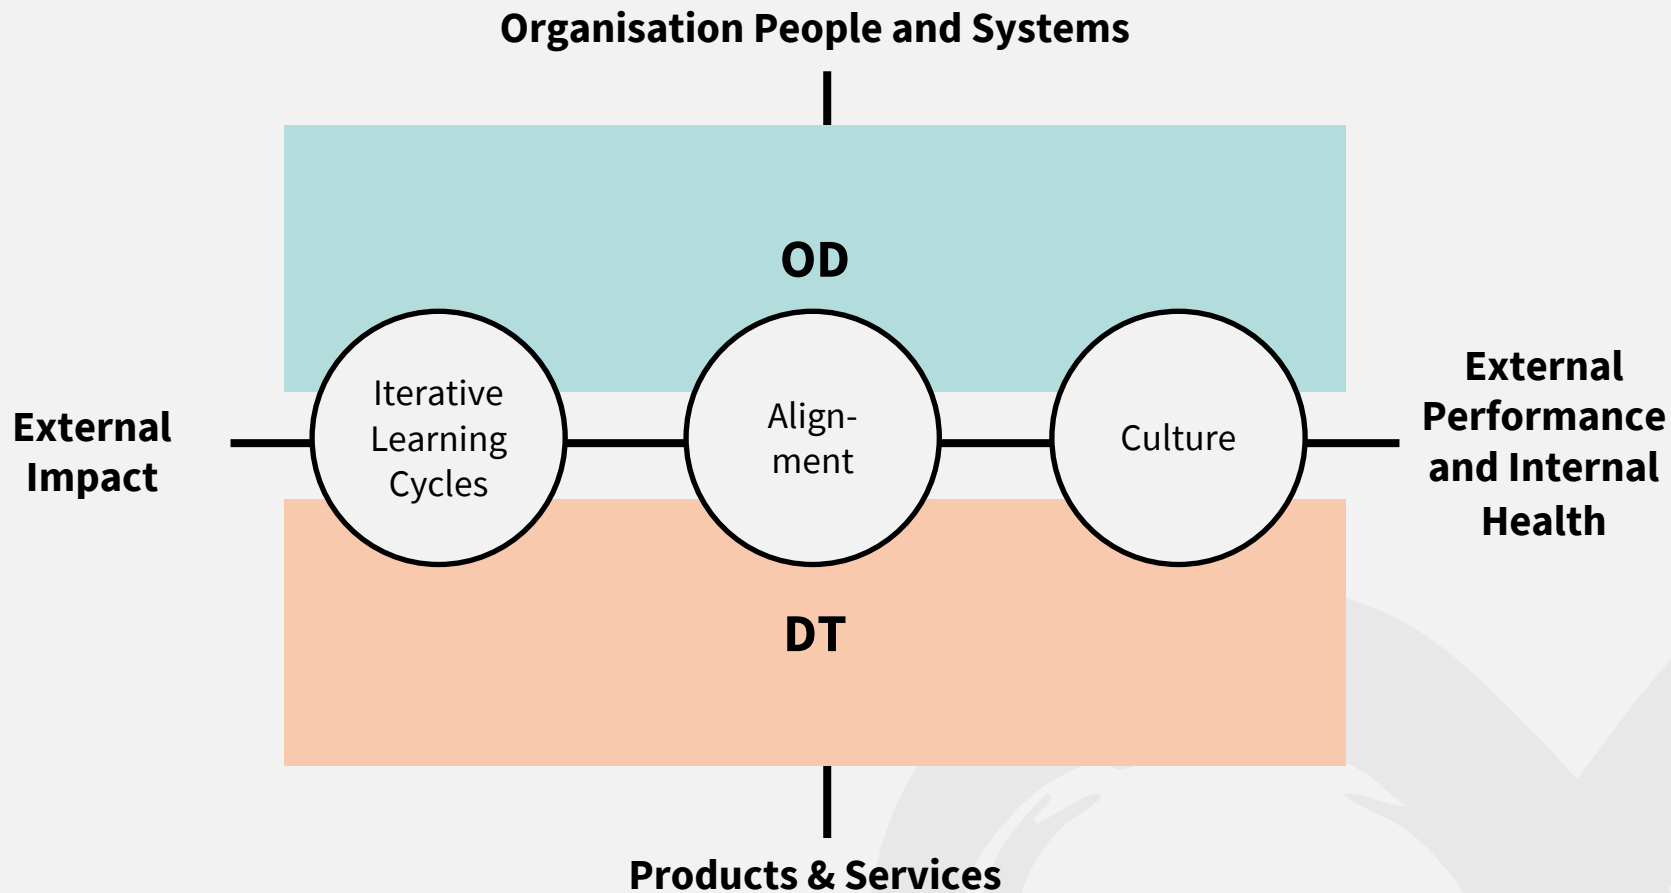 Organisation People and Systems
OD
Iterative
Learning
Cycles
Align-
ment
Culture
External
Impact
External
Performance
and Internal
Health
DT
Products & Services